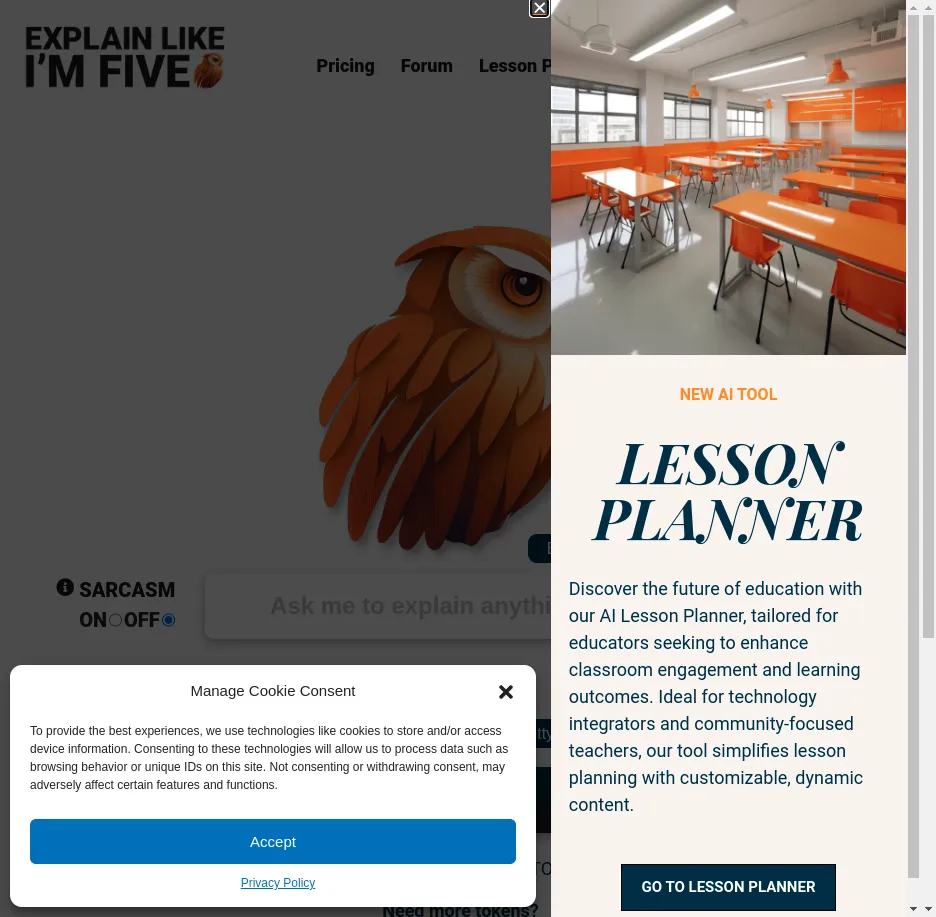 EXPLAIN LIKE
I'M FIVE
Pricing
Forum
Lesson P
SARCASM
ON OFF
Ask me to explain anythi
Manage Cookie Consent
To provide the best experiences, we use technologies like cookies to store and/or access
device information. Consenting to these technologies will allow us to process data such as
browsing behavior or unique IDs on this site. Not consenting or withdrawing consent, may
adversely affect certain features and functions.
Accept
Privacy Policy
Need more tokens?
NEW AI TOOL
LESSON
PLANNER
Discover the future of education with
our AI Lesson Planner, tailored for
educators seeking to enhance
classroom engagement and learning
outcomes. Ideal for technology
integrators and community-focused
teachers, our tool simplifies lesson
planning with customizable, dynamic
content.
GO TO LESSON PLANNER